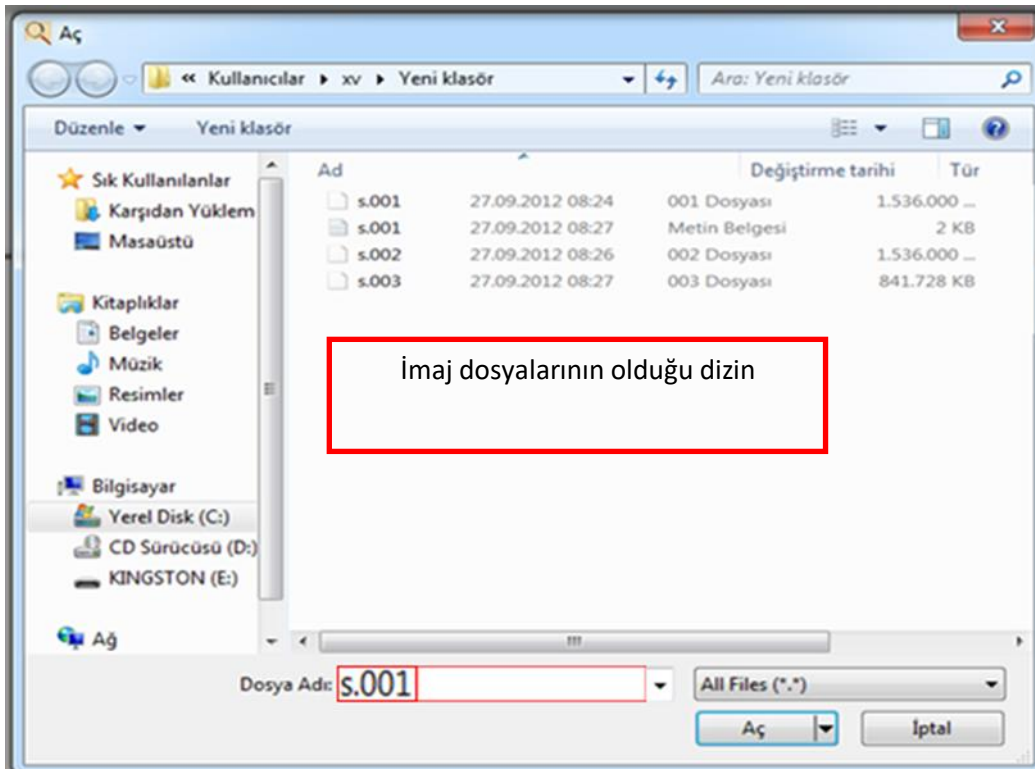 Aç
« Kullanıcılar ▸ xv ▸ Yeni klasör
Ara: Yeni klasör
Düzenle Yeni klasör
Sık Kullanılanlar
Karşıdan Yüklem
Masaüstü
Kitaplıklar
Belgeler
Müzik
Resimler
Video
Bilgisayar
Yerel Disk (C:)
CD Sürücüsü (D:)
KINGSTON (E:)
Ağ
Ad Değiştirme tarihi Tür
s.001 27.09.2012 08:24 001 Dosyası 1.536.000 ...
s.001 27.09.2012 08:27 Metin Belgesi 2 KB
s.002 27.09.2012 08:26 002 Dosyası 1.536.000 ...
s.003 27.09.2012 08:27 003 Dosyası 841.728 KB
İmaj dosyalarının olduğu dizin
Dosya Adı: s.001 All Files (*.*)
Aç İptal